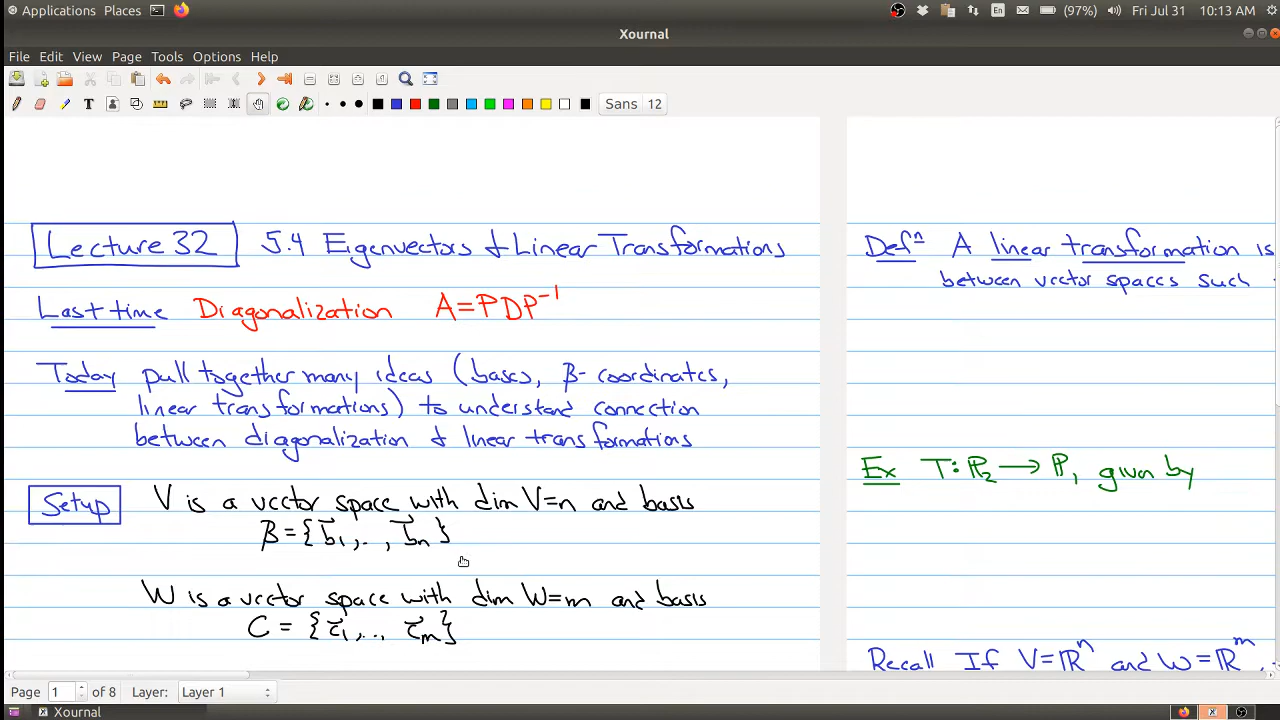 Applications Places En (97%) Fri Jul 31 10:13 AM
Xournal
File Edit View Page Tools Options Help
T Sans 12
Lecture 32 5.4 Eigenvectors & Linear Transformations
Last time Diagonalization A=PDP⁻¹
Today pull together many ideas (bases, β-coordinates,
linear transformations) to understand connection
between diagonalization & linear transformations
Setup V is a vector space with dim V=n and basis
β={b⃗₁,..,b⃗ₙ}
W is a vector space with dim W=m and basis
C = {c⃗₁,.., c⃗ₘ}
Defⁿ A linear transformation is
between vector spaces such
Ex T: ℙ₂ → ℙ₁ given by
Recall If V=ℝⁿ and W=ℝᵐ,
Page 1 of 8 Layer: Layer 1
Xournal